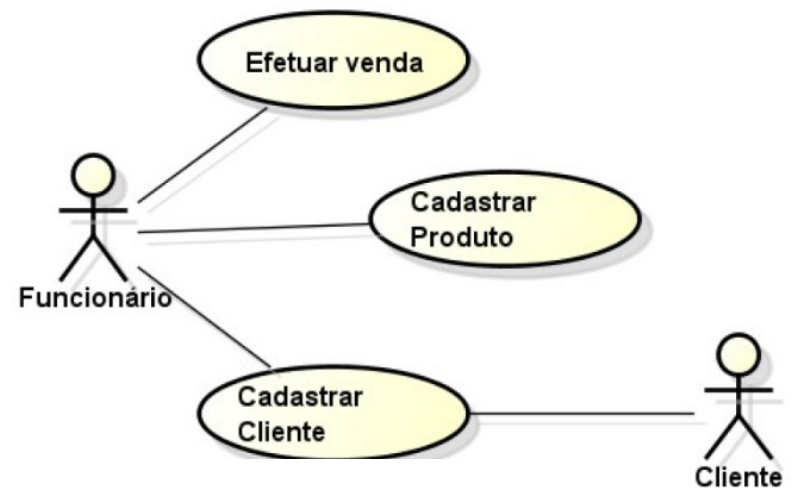 Efetuar venda
Cadastrar
Produto
Funcionário
Cadastrar
Cliente
Cliente